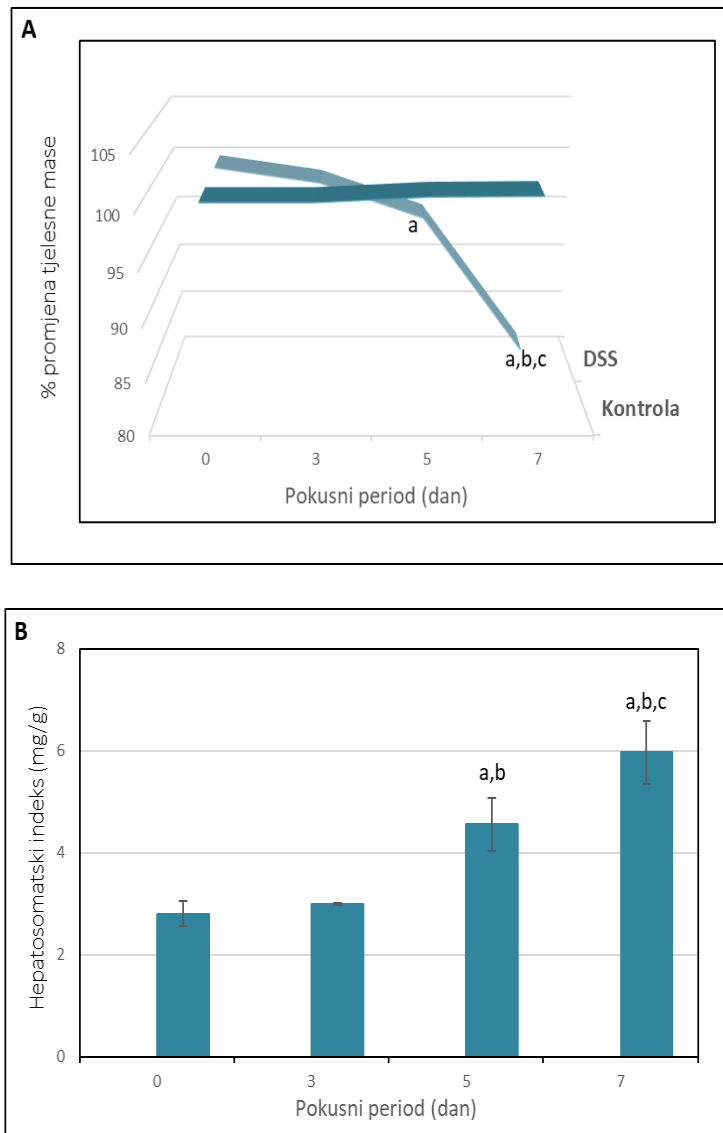 A
% promjena tjelesne mase
105
100
95
90
85
80
a
a,b,c
DSS
Kontrola
0 3 5 7
Pokusni period (dan)
B
Hepatosomatski indeks (mg/g)
8
6
4
2
0
a,b
a,b,c
0 3 5 7
Pokusni period (dan)